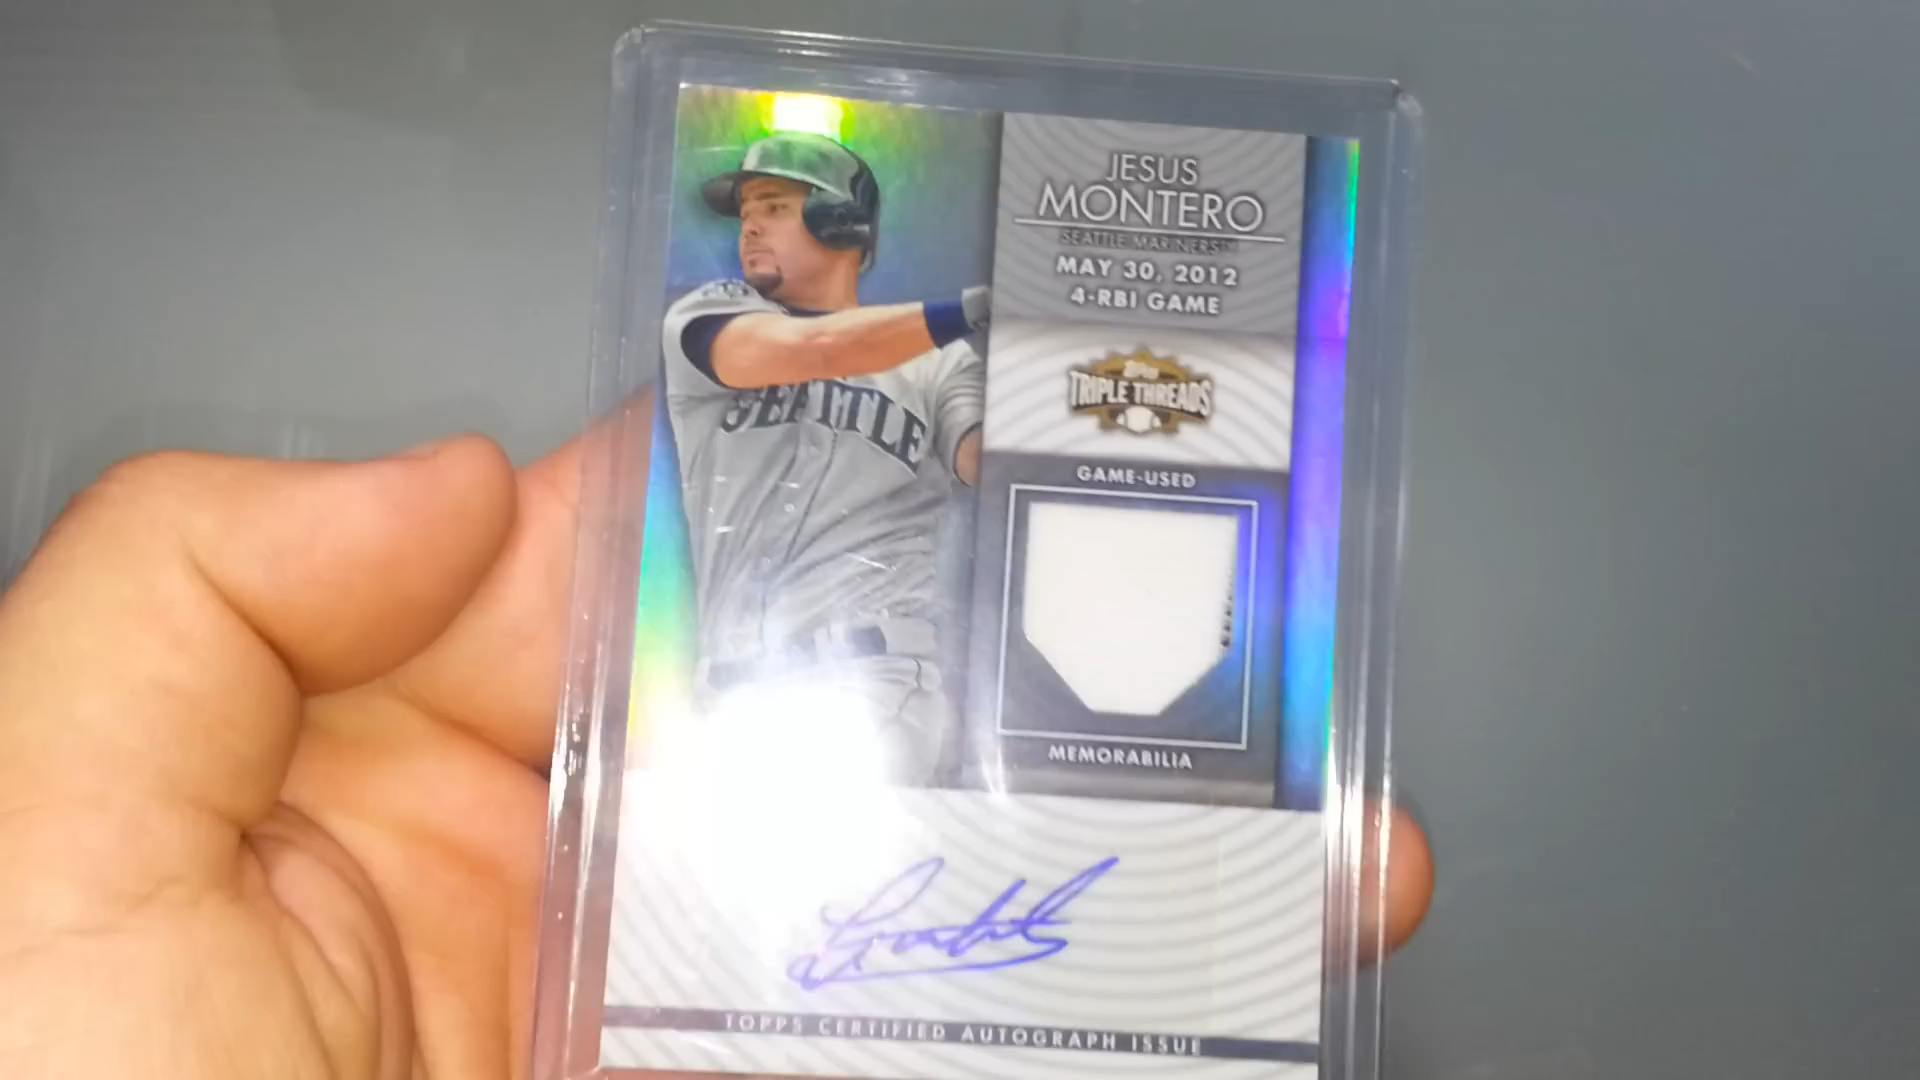 JESUS
MONTERO
SEATTLE MARINERS
MAY 30, 2012
4-RBI GAME
TOPPS
TRIPLE THREADS
GAME-USED
SEATTLE
MEMORABILIA
TOPPS CERTIFIED AUTOGRAPH ISSUE